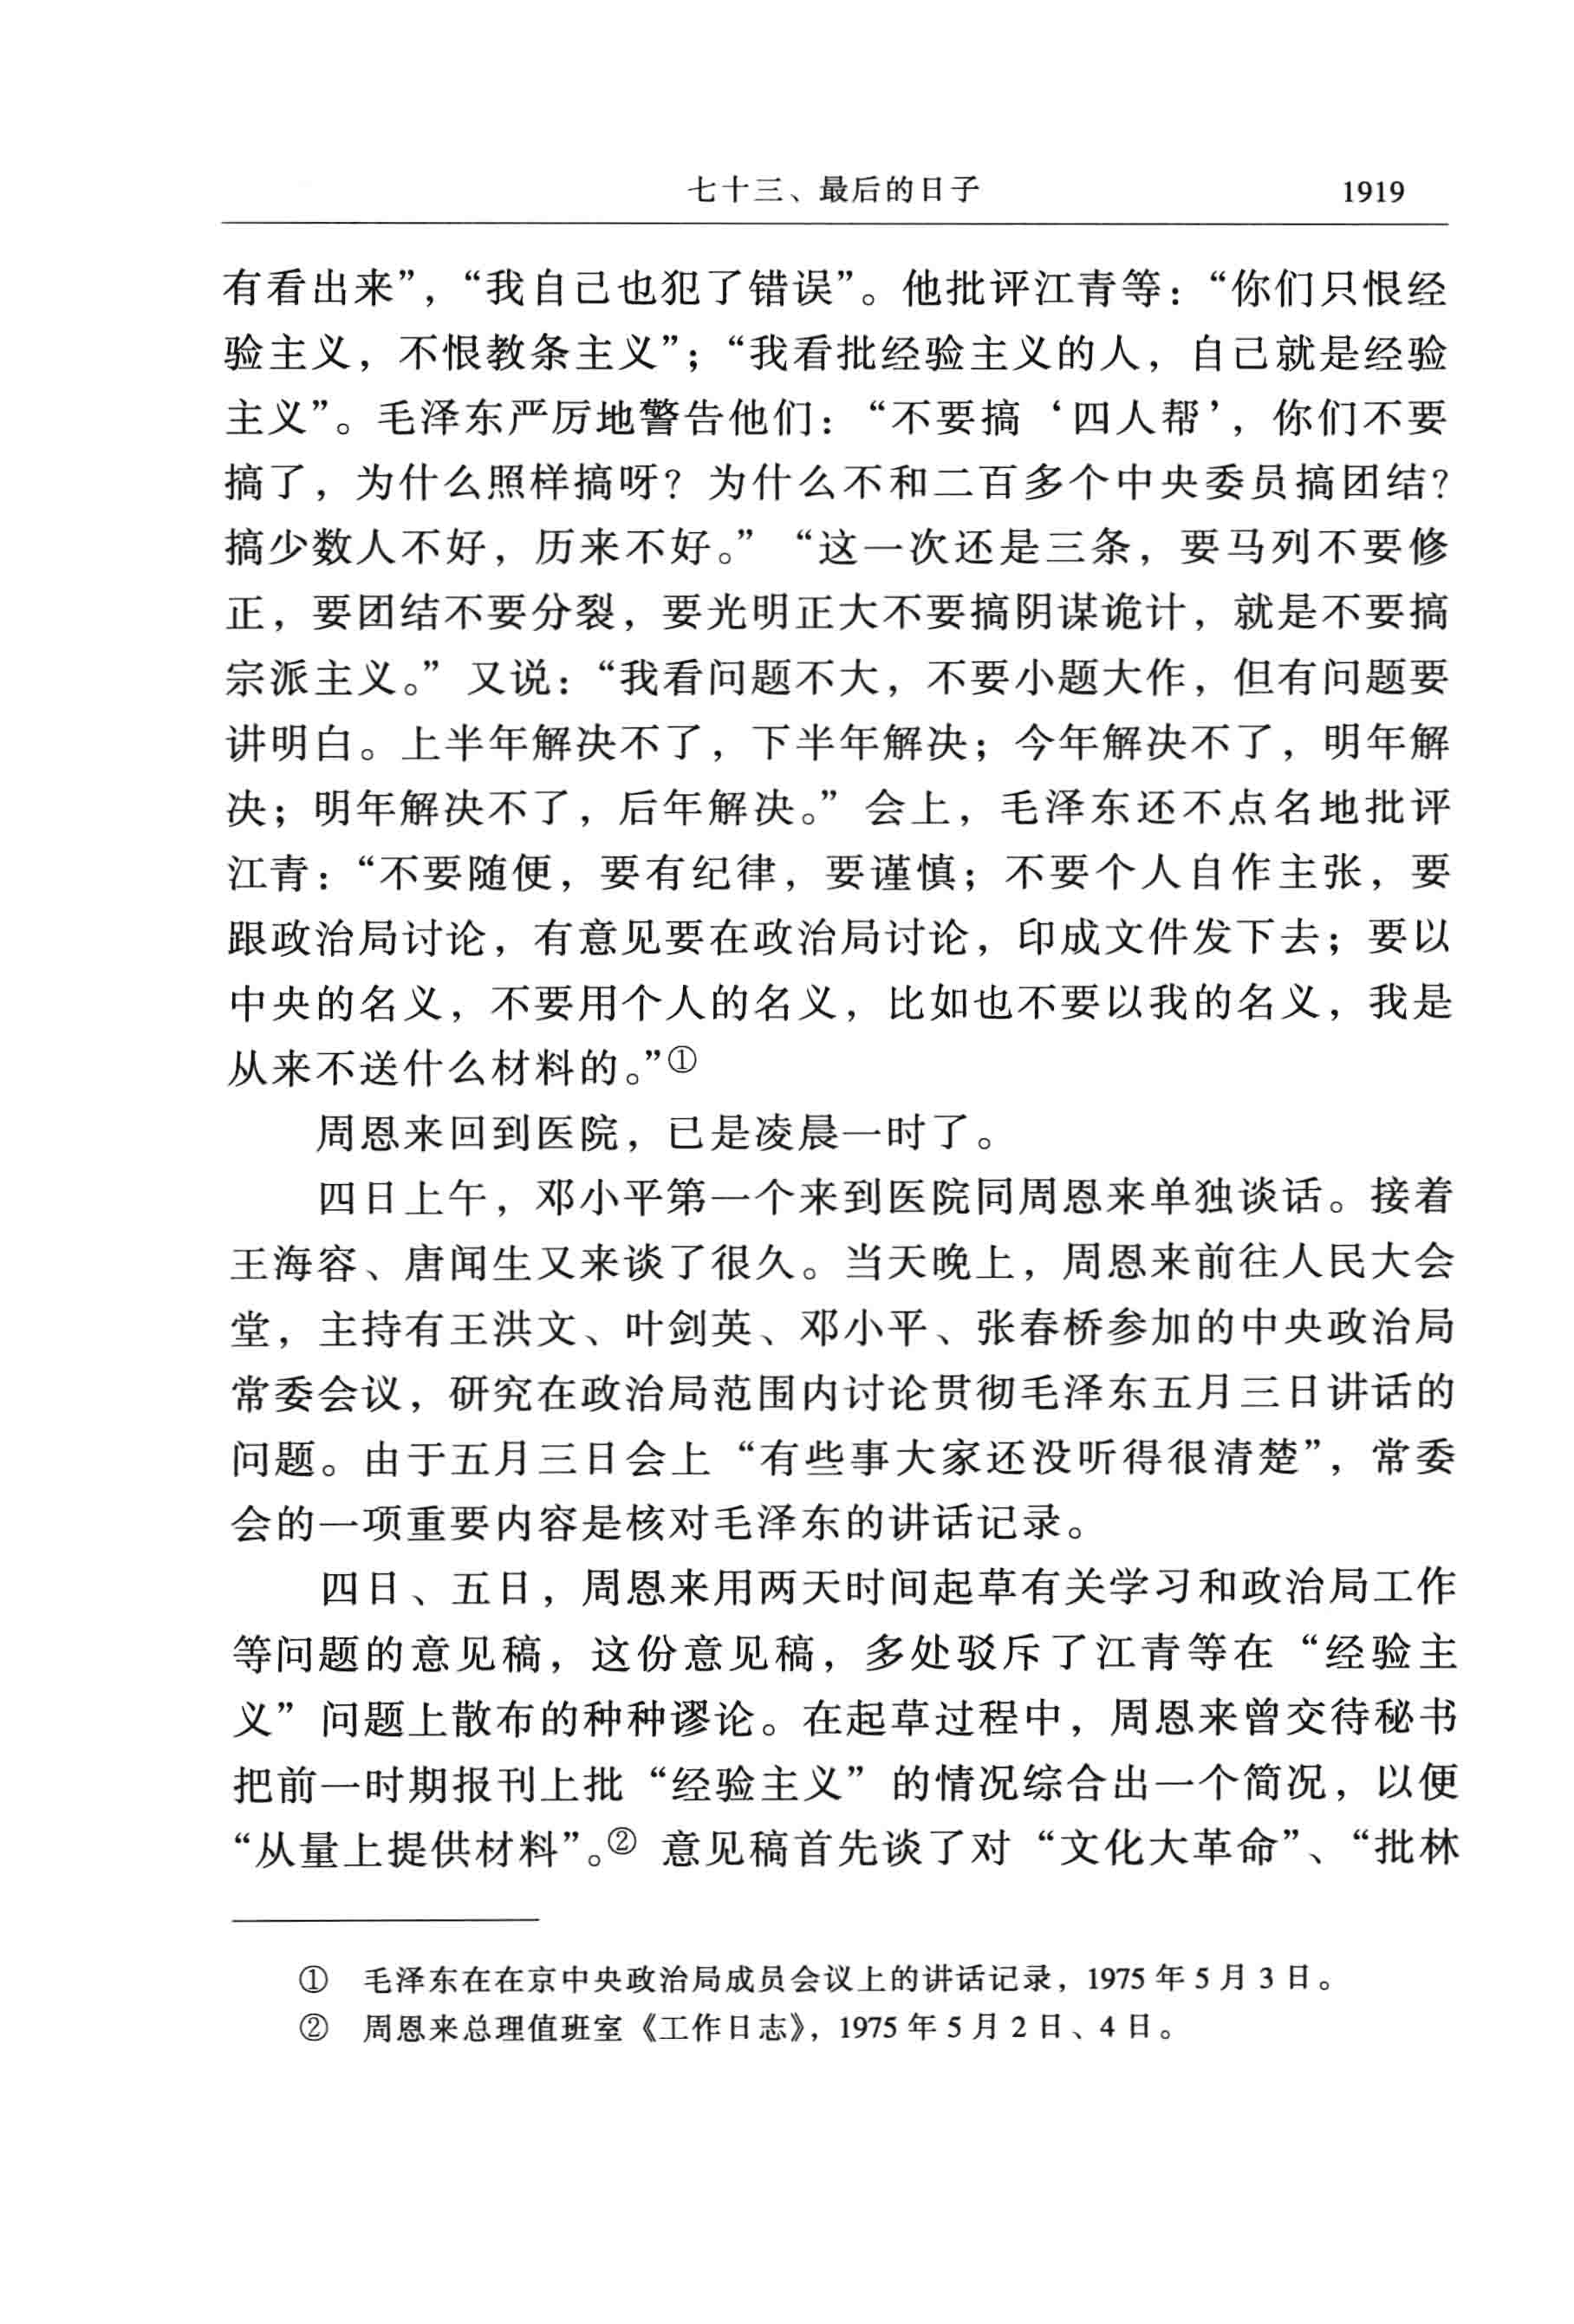 七十三、最后的日子 1919
有看出来”，“我自己也犯了错误”。他批评江青等：“你们只恨经
验主义，不恨教条主义”；“我看批经验主义的人，自己就是经验
主义”。毛泽东严厉地警告他们：“不要搞‘四人帮’，你们不要
搞了，为什么照样搞呀？为什么不和二百多个中央委员搞团结？
搞少数人不好，历来不好。”“这一次还是三条，要马列不要修
正，要团结不要分裂，要光明正大不要搞阴谋诡计，就是不要搞
宗派主义。”又说：“我看问题不大，不要小题大作，但有问题要
讲明白。上半年解决不了，下半年解决；今年解决不了，明年解
决；明年解决不了，后年解决。”会上，毛泽东还不点名地批评
江青：“不要随便，要有纪律，要谨慎；不要个人自作主张，要
跟政治局讨论，有意见要在政治局讨论，印成文件发下去；要以
中央的名义，不要用个人的名义，比如也不要以我的名义，我是
从来不送什么材料的。”①
周恩来回到医院，已是凌晨一时了。
四日上午，邓小平第一个来到医院同周恩来单独谈话。接着
王海容、唐闻生又来谈了很久。当天晚上，周恩来前往人民大会
堂，主持有王洪文、叶剑英、邓小平、张春桥参加的中央政治局
常委会议，研究在政治局范围内讨论贯彻毛泽东五月三日讲话的
问题。由于五月三日会上“有些事大家还没听得很清楚”，常委
会的一项重要内容是核对毛泽东的讲话记录。
四日、五日，周恩来用两天时间起草有关学习和政治局工作
等问题的意见稿，这份意见稿，多处驳斥了江青等在“经验主
义”问题上散布的种种谬论。在起草过程中，周恩来曾交待秘书
把前一时期报刊上批“经验主义”的情况综合出一个简况，以便
“从量上提供材料”。②意见稿首先谈了对“文化大革命”、“批林
① 毛泽东在在京中央政治局成员会议上的讲话记录，1975年5月3日。
② 周恩来总理值班室《工作日志》，1975年5月2日、4日。